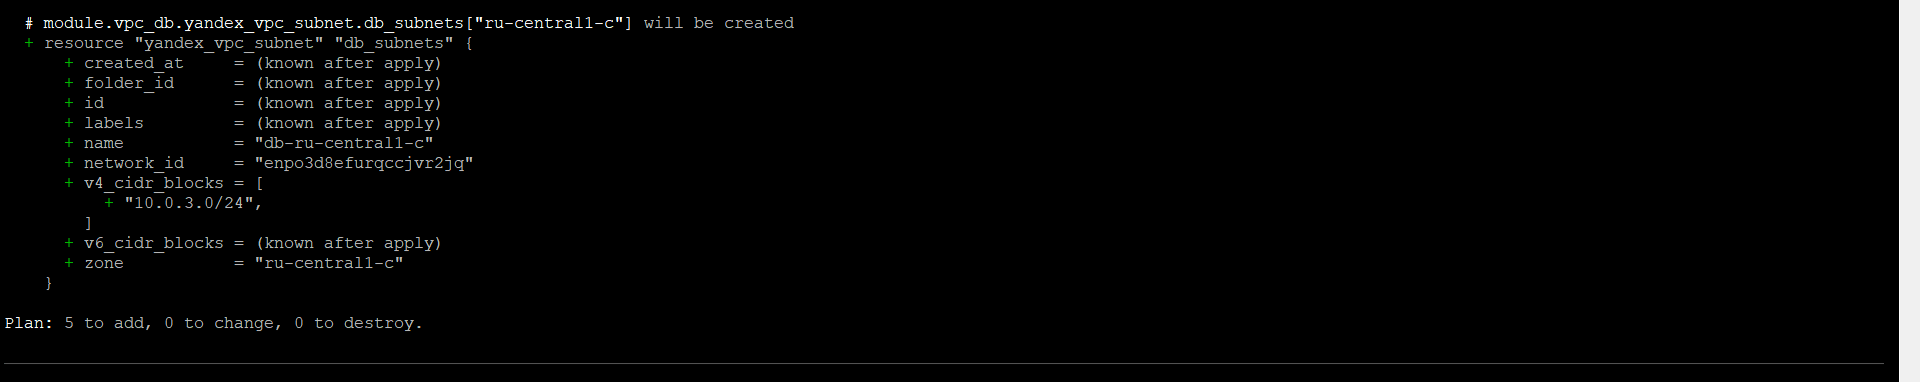 # module.vpc_db.yandex_vpc_subnet.db_subnets["ru-central1-c"] will be created
+ resource "yandex_vpc_subnet" "db_subnets" {
+ created_at     = (known after apply)
+ folder_id      = (known after apply)
+ id             = (known after apply)
+ labels         = (known after apply)
+ name           = "db-ru-central1-c"
+ network_id     = "enpo3d8efurqccjvr2jq"
+ v4_cidr_blocks = [
+ "10.0.3.0/24",
]
+ v6_cidr_blocks = (known after apply)
+ zone           = "ru-central1-c"
}
Plan: 5 to add, 0 to change, 0 to destroy.